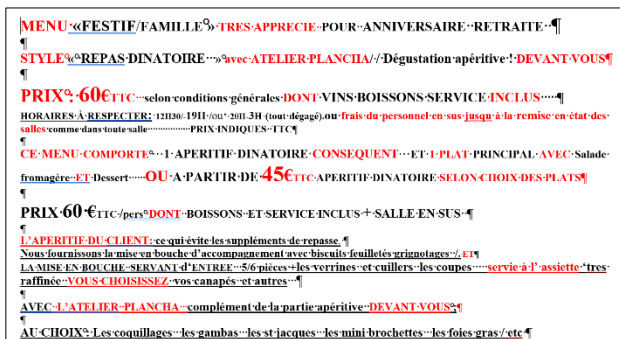 MENU «FESTIF/FAMILLE°» TRES APPRECIE POUR ANNIVERSAIRE RETRAITE ¶
¶
STYLE°«°REPAS DINATOIRE »°avec ATELIER PLANCHA/ Dégustation apéritive ! DEVANT VOUS¶
¶
PRIX°: 60€TTC selon conditions générales DONT VINS BOISSONS SERVICE INCLUS ¶
HORAIRES À RESPECTER: 12H30/-19H /ou° 20H-3H (tout dégagé).ou frais du personnel en sus jusqu à la remise en état des
salles comme dans toute salle PRIX INDIQUES TTC¶
¶
CE MENU COMPORTE° 1 APERITIF DINATOIRE CONSEQUENT ET 1 PLAT PRINCIPAL AVEC Salade
fromagère ET Dessert OU A PARTIR DE 45€TTC APERITIF DINATOIRE SELON CHOIX DES PLATS¶
¶
PRIX 60 €TTC /pers°DONT BOISSONS ET SERVICE INCLUS + SALLE EN SUS ¶
¶
L'APERITIF DU CLIENT: ce qui évite les suppléments de repasse. ¶
Nous fournissons la mise en bouche d'accompagnement avec biscuits feuilletés grignotages /. ET¶
LA MISE EN BOUCHE SERVANT d'ENTREE 5/6 pièces +les verrines et cuillers les coupes servie à l' assiette 'tres
raffinée VOUS CHOISISSEZ vos canapés et autres ¶
¶
AVEC L'ATELIER PLANCHA complément de la partie apéritive DEVANT VOUS°;¶
¶
AU CHOIX°: Les coquillages les gambas les st jacques les mini brochettes les foies gras / etc ¶